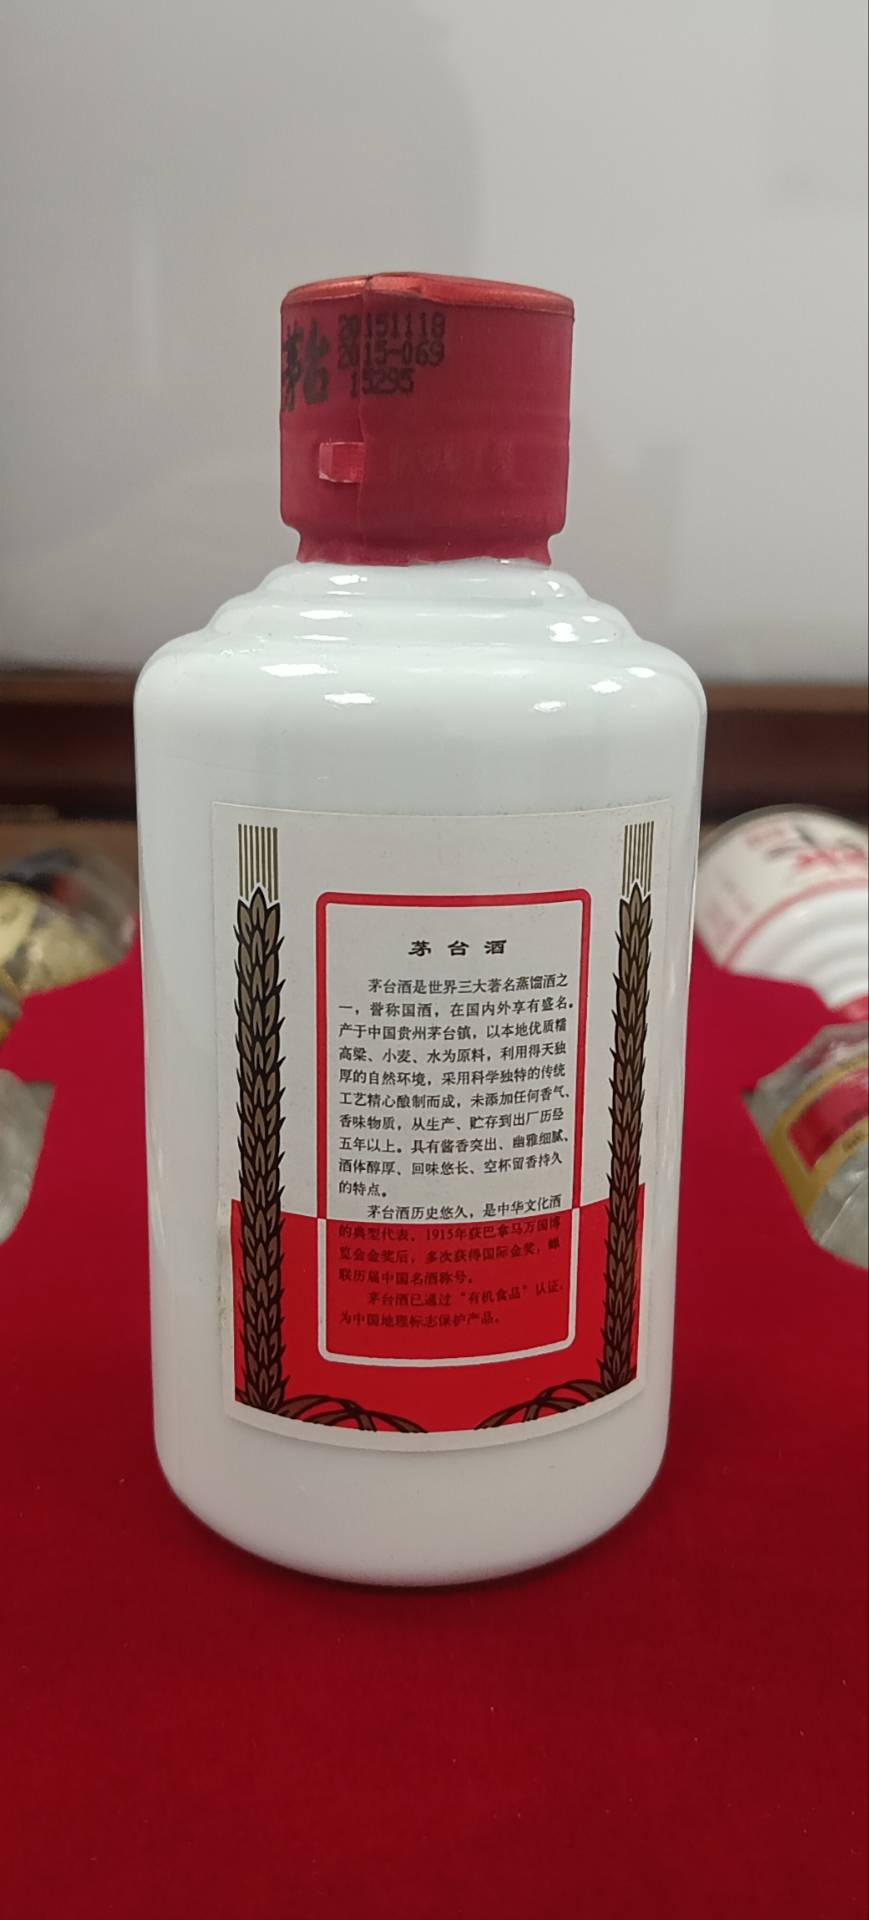 茅台
20151118
2015-069
15295
茅台酒
茅台酒是世界三大著名蒸馏酒之
一，誉称国酒，在国内外享有盛名。
产于中国贵州茅台镇，以本地优质糯
高粱、小麦、水为原料，利用得天独
厚的自然环境，采用科学独特的传统
工艺精心酿制而成，未添加任何香气、
香味物质，从生产、贮存到出厂历经
五年以上。具有酱香突出、幽雅细腻、
酒体醇厚、回味悠长、空杯留香持久
的特点。
茅台酒历史悠久，是中华文化酒
的典型代表。1915年获巴拿马万国博
览会金奖后，多次获得国际金奖，蝉
联历届中国名酒称号。
茅台酒已通过“有机食品”认证，
为中国地理标志保护产品。